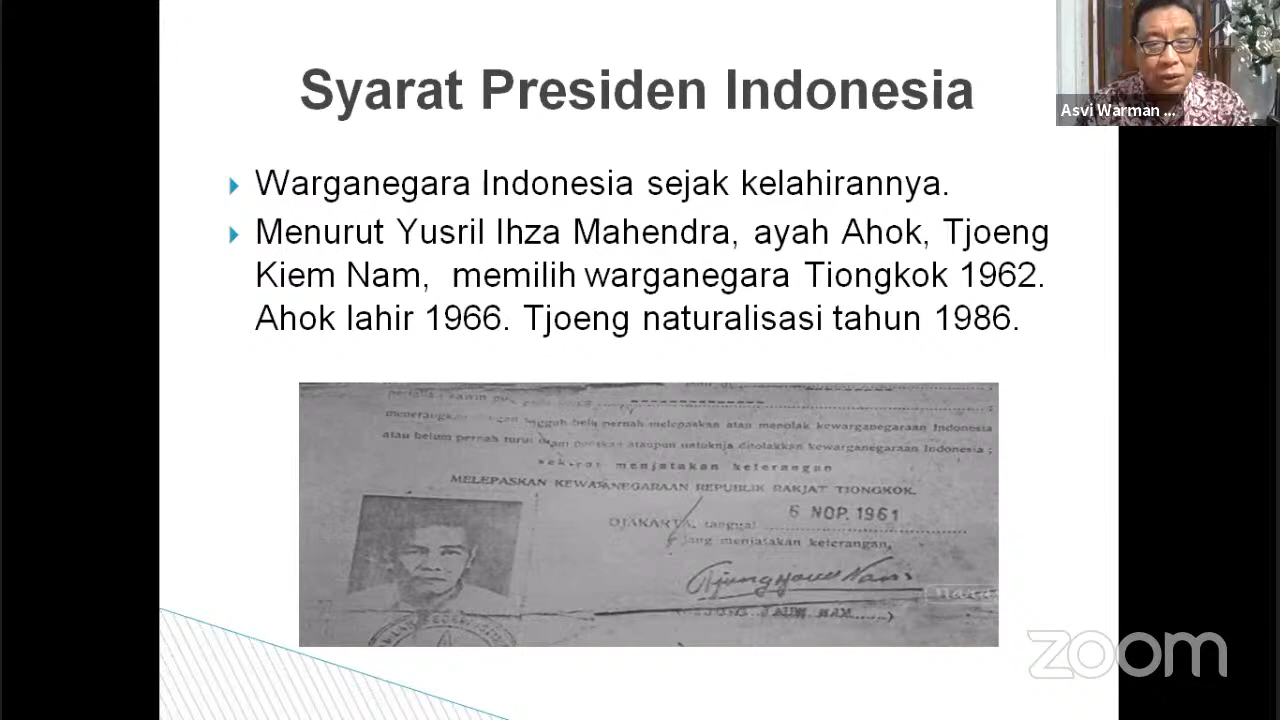 Syarat Presiden Indonesia
Asvi Warman ...
Warganegara Indonesia sejak kelahirannya.
Menurut Yusril Ihza Mahendra, ayah Ahok, Tjoeng
Kiem Nam, memilih warganegara Tiongkok 1962.
Ahok lahir 1966. Tjoeng naturalisasi tahun 1986.
pernah melepaskan atau menolak kewarganegaraan Indonesia
atau belum pernah turut ataupun untuknja ditolakkan kewarganegaraan Indonesia ;
menjatakan keterangan
MELEPASKAN KEWARGANEGARAAN REPUBLIK RAKJAT TIONGKOK.
DJAKARTA, tanggal 6 NOP. 1961
jang menjatakan keterangan,
zoom